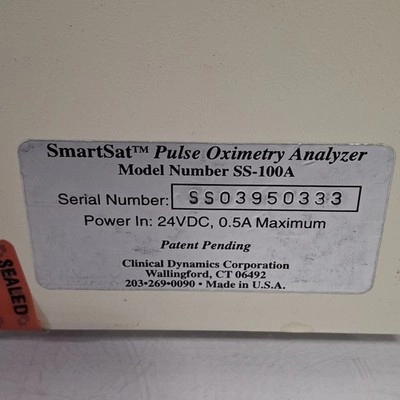 SmartSat™ Pulse Oximetry Analyzer
Model Number SS-100A
Serial Number: SS03950333
Power In: 24VDC, 0.5A Maximum
Patent Pending
Clinical Dynamics Corporation
Wallingford, CT 06492
203•269•0090 • Made in U.S.A.
SEALED